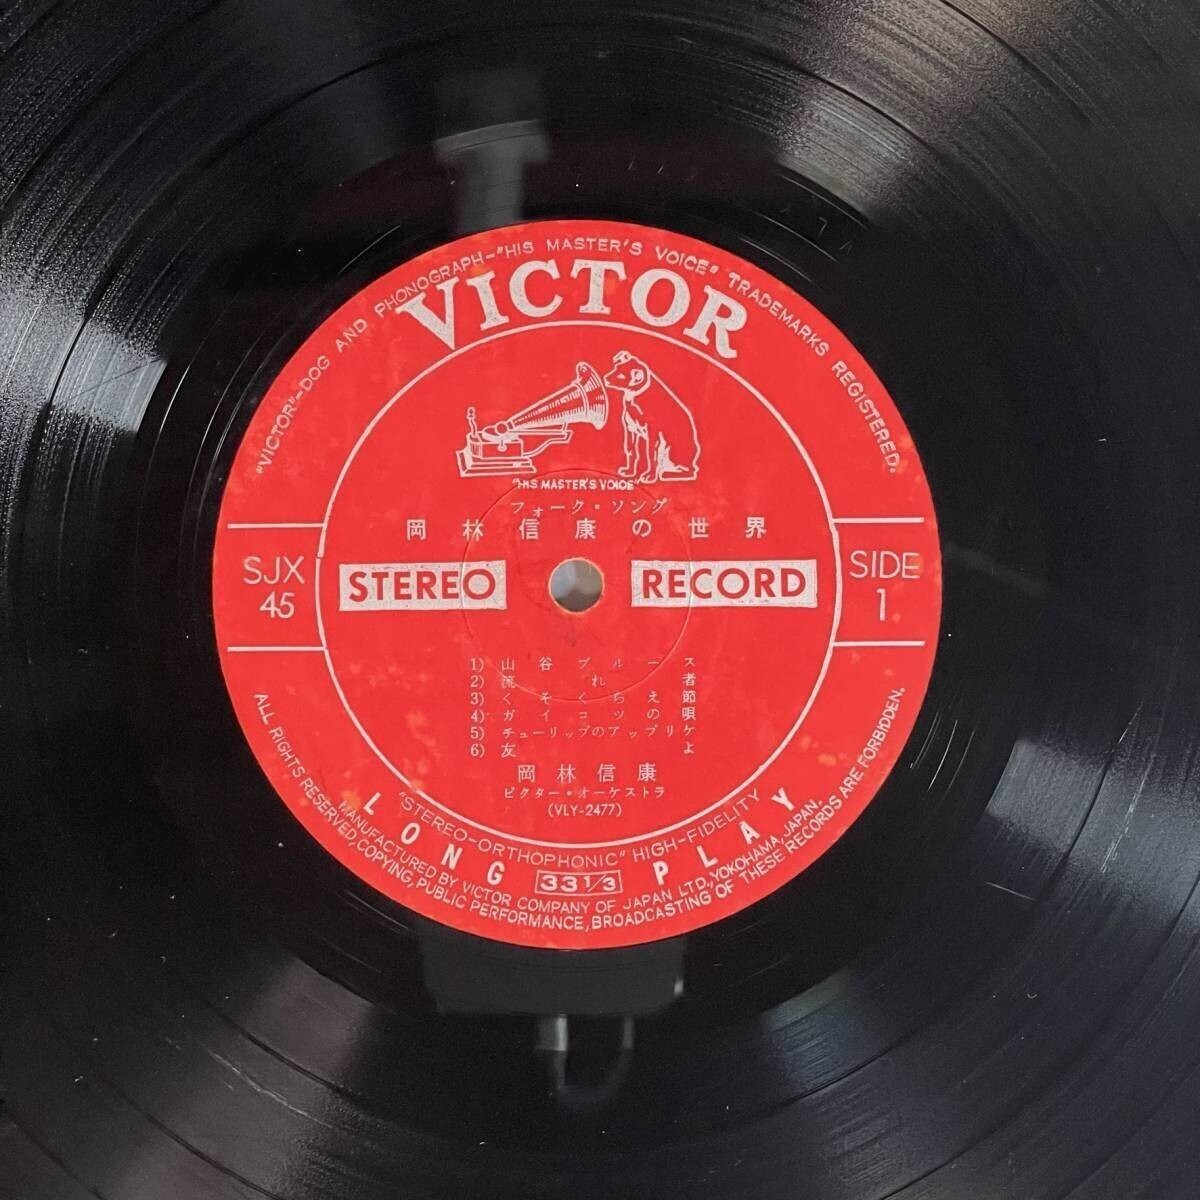 "VICTOR"–DOG AND PHONOGRAPH–"HIS MASTER'S VOICE" TRADEMARKS REGISTERED.
VICTOR
"HIS MASTER'S VOICE"
フォーク・ソング
岡林信康の世界
SJX
45
STEREO
RECORD
SIDE
1
1) 山谷ブルース
2) 流れ者
3) くそくらえ節
4) ガイコツの唄
5) チューリップのアップリケ
6) 友よ
岡林信康
ビクター・オーケストラ
(VLY-2477)
"STEREO-ORTHOPHONIC" HIGH-FIDELITY
LONG PLAY
33 1/3
MANUFACTURED BY VICTOR COMPANY OF JAPAN LTD., YOKOHAMA, JAPAN.
ALL RIGHTS RESERVED, COPYING, PUBLIC PERFORMANCE, BROADCASTING OF THESE RECORDS ARE FORBIDDEN.